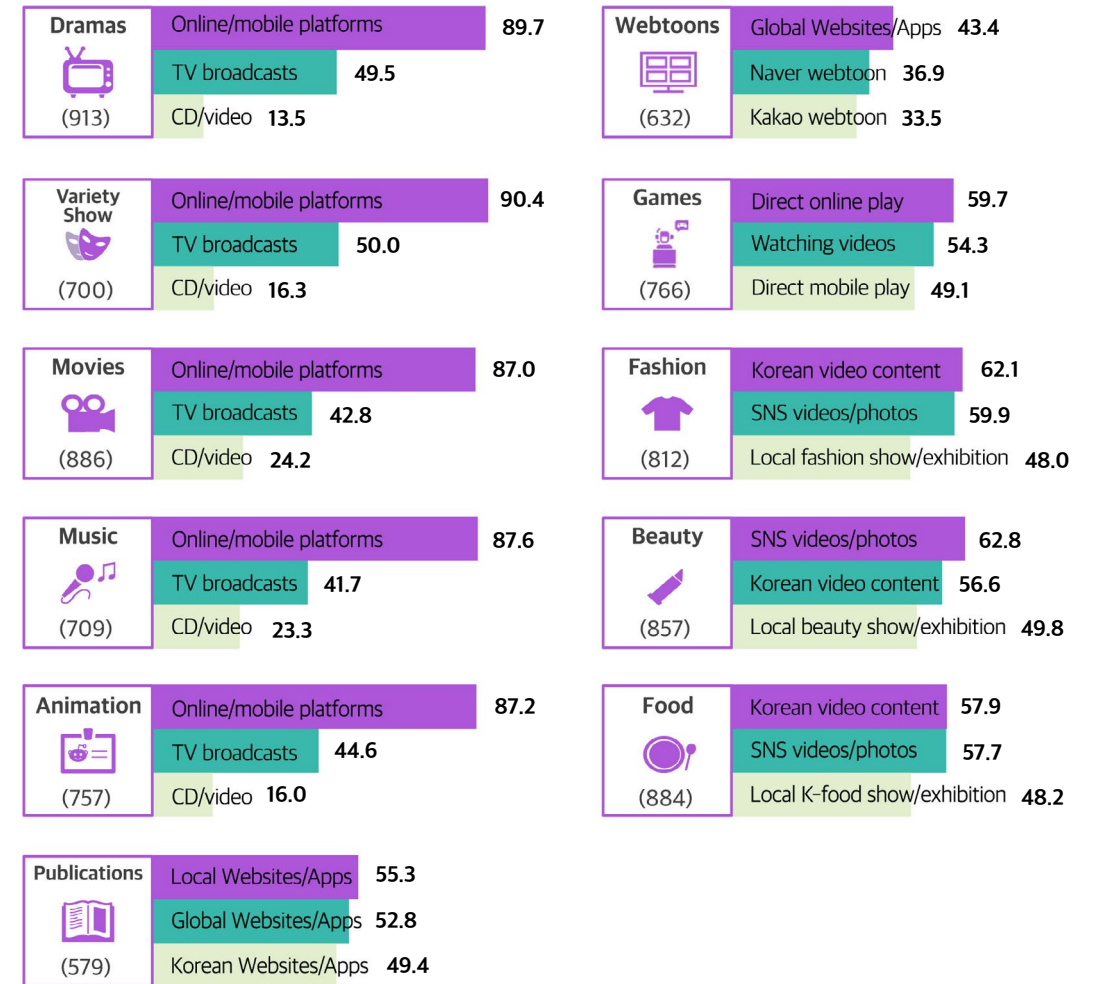 Dramas
(913)
Online/mobile platforms 89.7
TV broadcasts 49.5
CD/video 13.5
Variety
Show
(700)
Online/mobile platforms 90.4
TV broadcasts 50.0
CD/video 16.3
Movies
(886)
Online/mobile platforms 87.0
TV broadcasts 42.8
CD/video 24.2
Music
(709)
Online/mobile platforms 87.6
TV broadcasts 41.7
CD/video 23.3
Animation
(757)
Online/mobile platforms 87.2
TV broadcasts 44.6
CD/video 16.0
Publications
(579)
Local Websites/Apps 55.3
Global Websites/Apps 52.8
Korean Websites/Apps 49.4
Webtoons
(632)
Global Websites/Apps 43.4
Naver webtoon 36.9
Kakao webtoon 33.5
Games
(766)
Direct online play 59.7
Watching videos 54.3
Direct mobile play 49.1
Fashion
(812)
Korean video content 62.1
SNS videos/photos 59.9
Local fashion show/exhibition 48.0
Beauty
(857)
SNS videos/photos 62.8
Korean video content 56.6
Local beauty show/exhibition 49.8
Food
(884)
Korean video content 57.9
SNS videos/photos 57.7
Local K-food show/exhibition 48.2